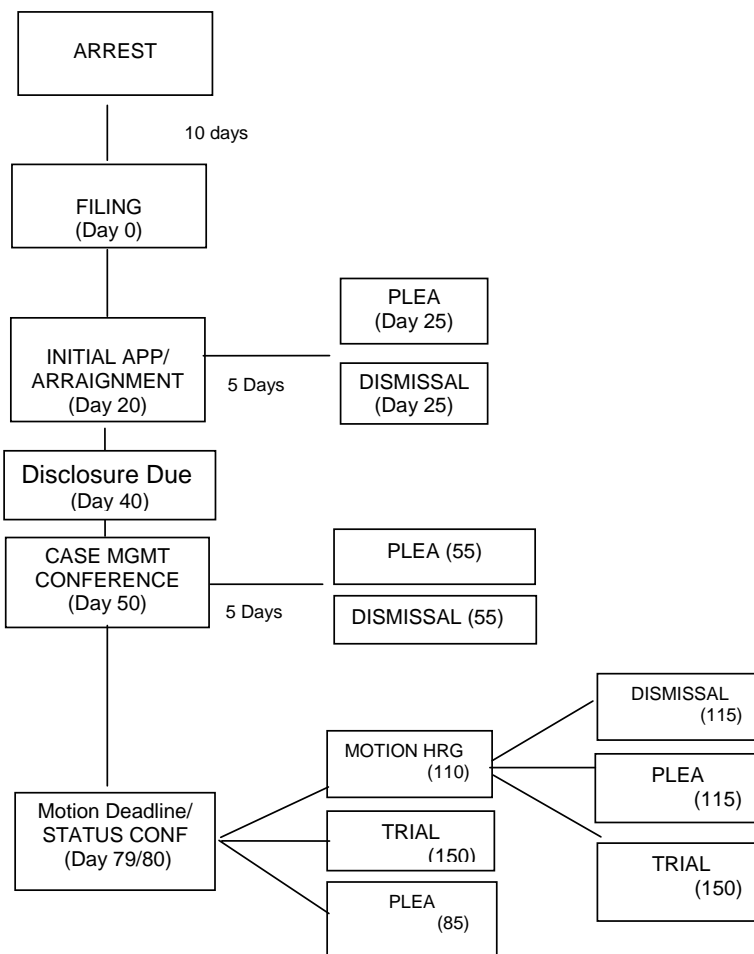 ARREST
10 days
FILING
(Day 0)
PLEA
(Day 25)
INITIAL APP/
ARRAIGNMENT
(Day 20)
5 Days
DISMISSAL
(Day 25)
Disclosure Due
(Day 40)
CASE MGMT
CONFERENCE
(Day 50)
5 Days
PLEA (55)
DISMISSAL (55)
Motion Deadline/
STATUS CONF
(Day 79/80)
MOTION HRG
(110)
TRIAL
(150)
PLEA
(85)
DISMISSAL
(115)
PLEA
(115)
TRIAL
(150)